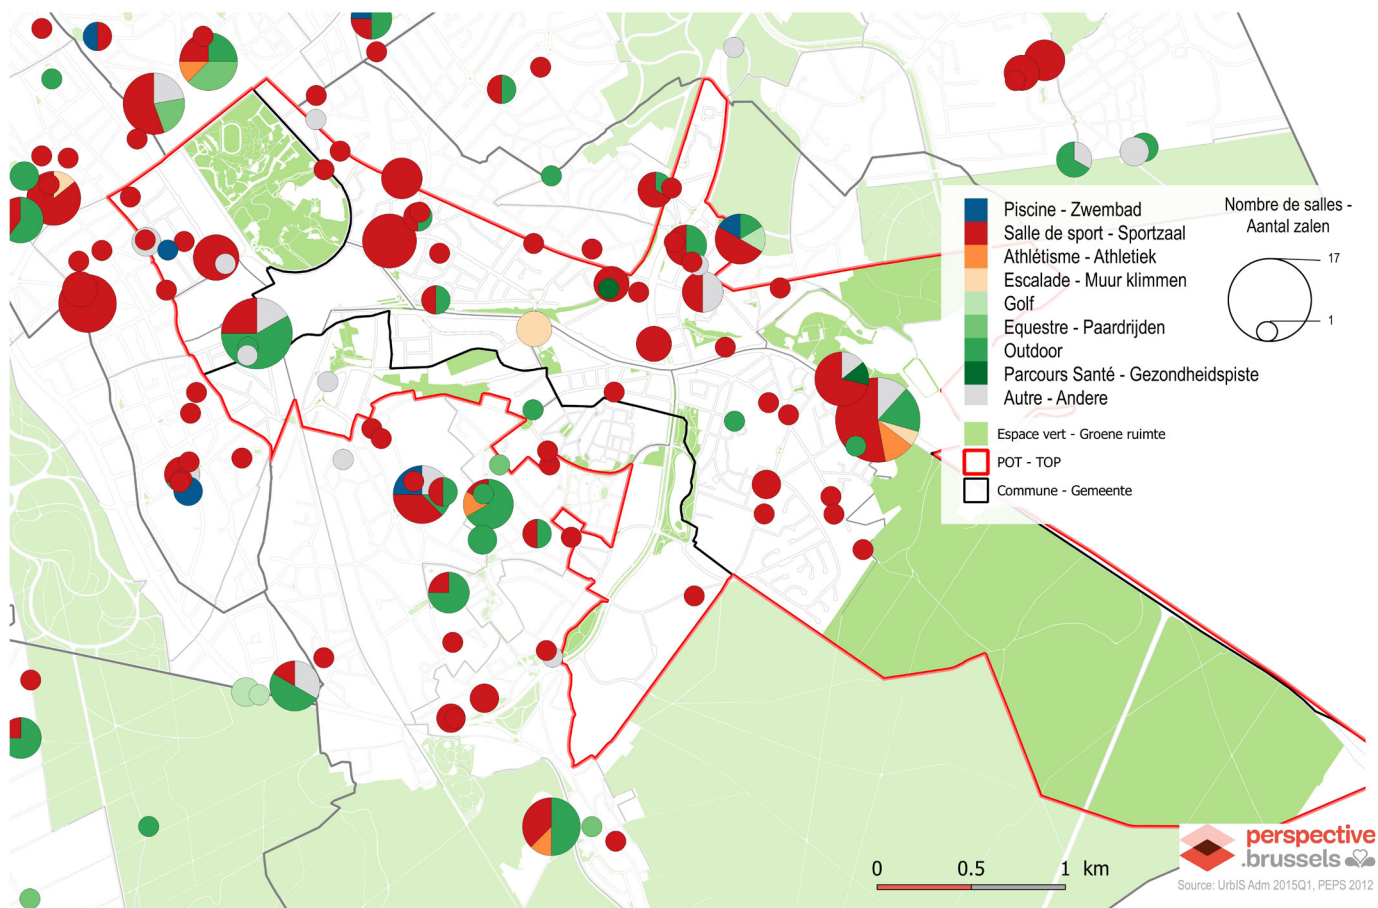 Piscine - Zwembad
Salle de sport - Sportzaal
Athlétisme - Athletiek
Escalade - Muur klimmen
Golf
Equestre - Paardrijden
Outdoor
Parcours Santé - Gezondheidspiste
Autre - Andere
Espace vert - Groene ruimte
POT - TOP
Commune - Gemeente
Nombre de salles -
Aantal zalen
17
1
0 0.5 1 km
perspective
.brussels
Source: UrbIS Adm 2015Q1, PEPS 2012